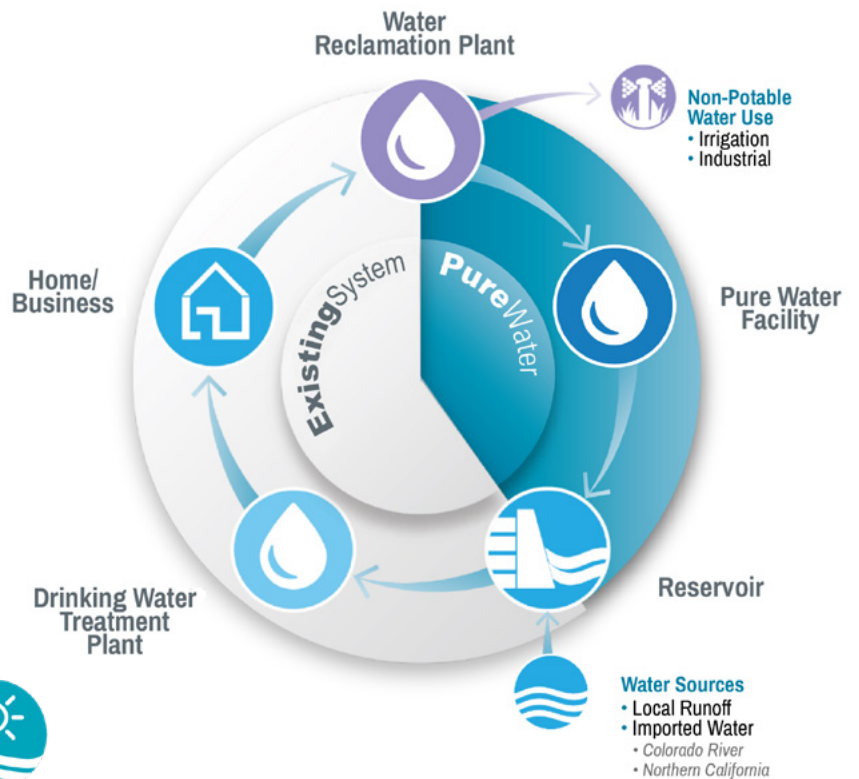 Water
Reclamation Plant
Non-Potable
Water Use
• Irrigation
• Industrial
Home/
Business
ExistingSystem
PureWater
Pure Water
Facility
Drinking Water
Treatment
Plant
Reservoir
Water Sources
• Local Runoff
• Imported Water
• Colorado River
• Northern California